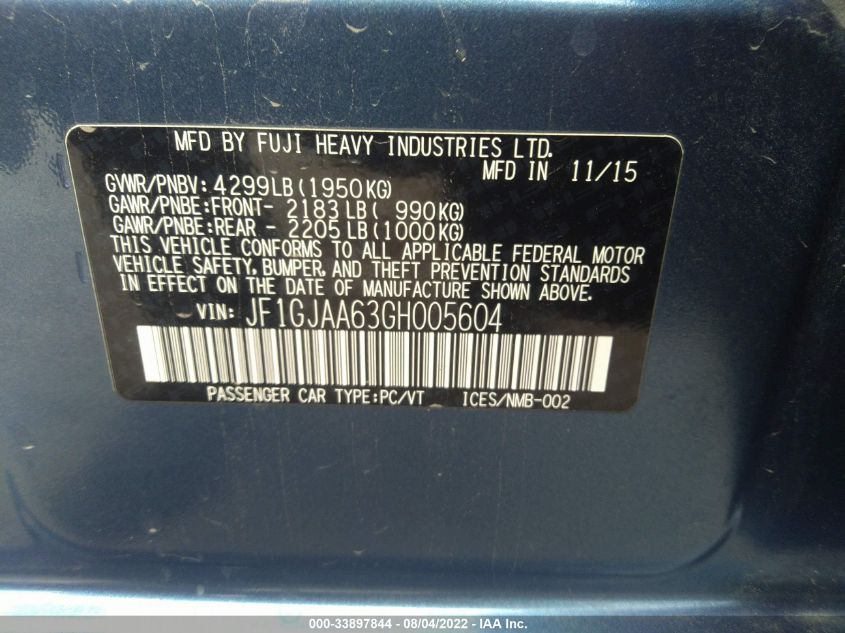 MFD BY FUJI HEAVY INDUSTRIES LTD.
MFD IN 11/15
GVWR/PNBV: 4299LB(1950KG)
GAWR/PNBE:FRONT- 2183LB( 990KG)
GAWR/PNBE:REAR - 2205LB(1000KG)
THIS VEHICLE CONFORMS TO ALL APPLICABLE FEDERAL MOTOR
VEHICLE SAFETY, BUMPER, AND THEFT PREVENTION STANDARDS
IN EFFECT ON THE DATE OF MANUFACTURE SHOWN ABOVE.
VIN: JF1GJAA63GH005604
PASSENGER CAR TYPE:PC/VT ICES/NMB-002
000-33897844 - 08/04/2022 - IAA Inc.